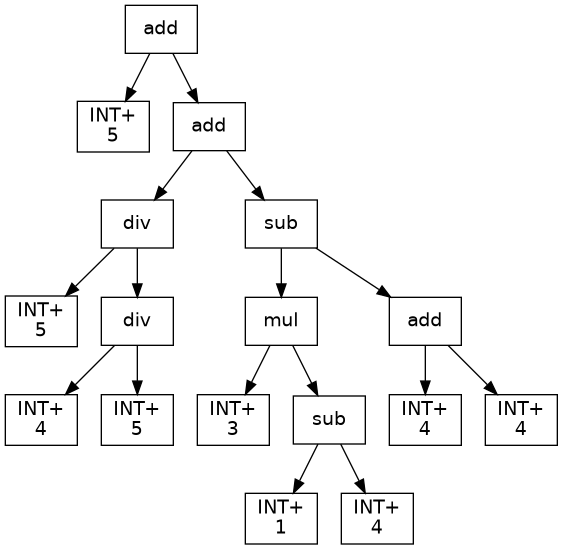 add
INT+
5
add
div
sub
INT+
5
div
mul
add
INT+
4
INT+
5
INT+
3
sub
INT+
4
INT+
4
INT+
1
INT+
4